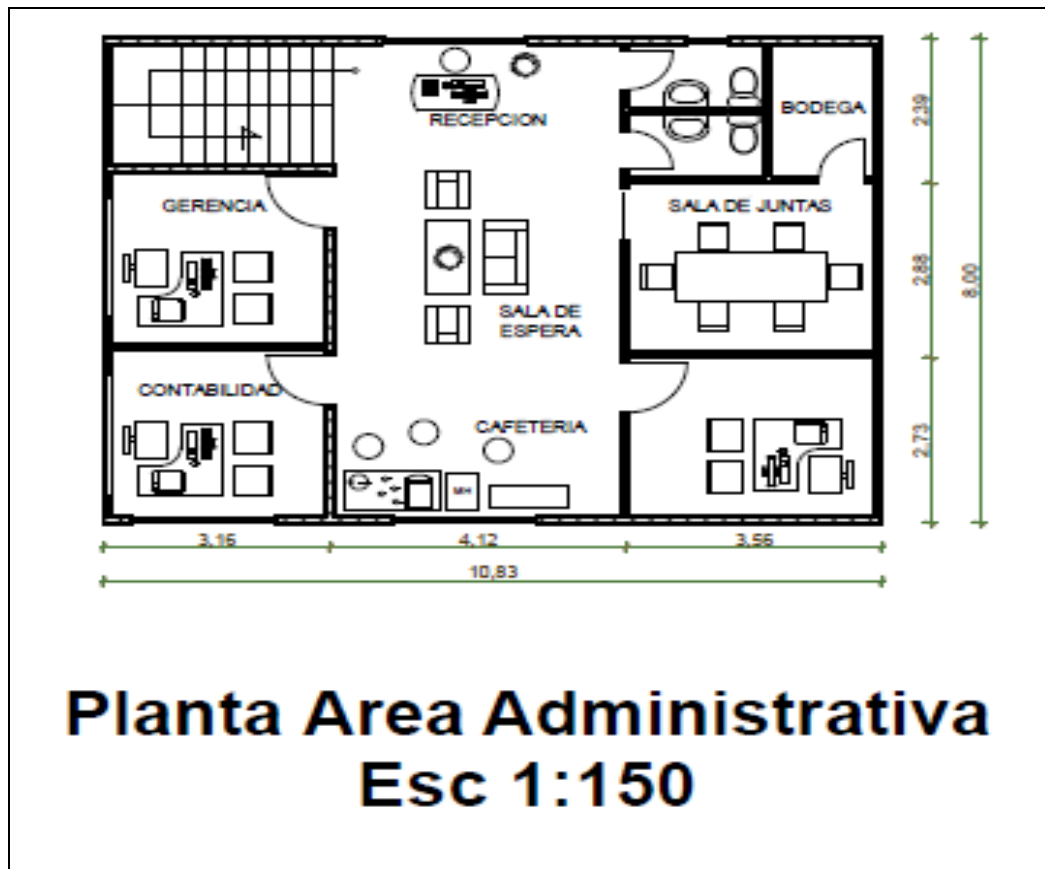 RECEPCION
BODEGA
GERENCIA
SALA DE JUNTAS
SALA DE
ESPERA
CONTABILIDAD
CAFETERIA
MH
2,39
2,88
8,00
2,73
3,16
4,12
3,56
10,83
Planta Area Administrativa
Esc 1:150